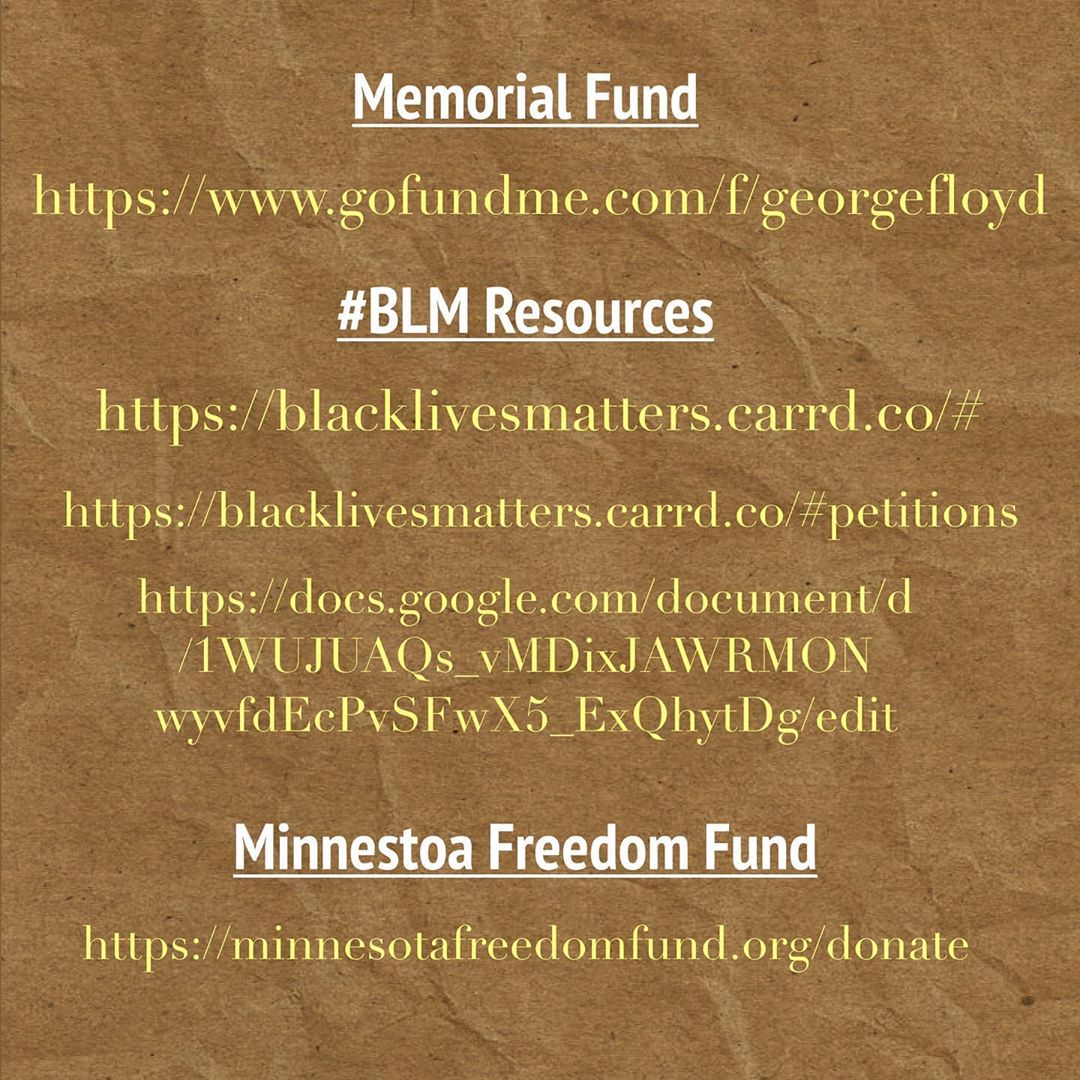 Memorial Fund
https://www.gofundme.com/f/georgefloyd
#BLM Resources
https://blacklivesmatters.carrd.co/#
https://blacklivesmatters.carrd.co/#petitions
https://docs.google.com/document/d
/1WUJUAQs_vMDixJAWRMON
wyvfdEcPvSFwX5_ExQhytDg/edit
Minnestoa Freedom Fund
https://minnesotafreedomfund.org/donate